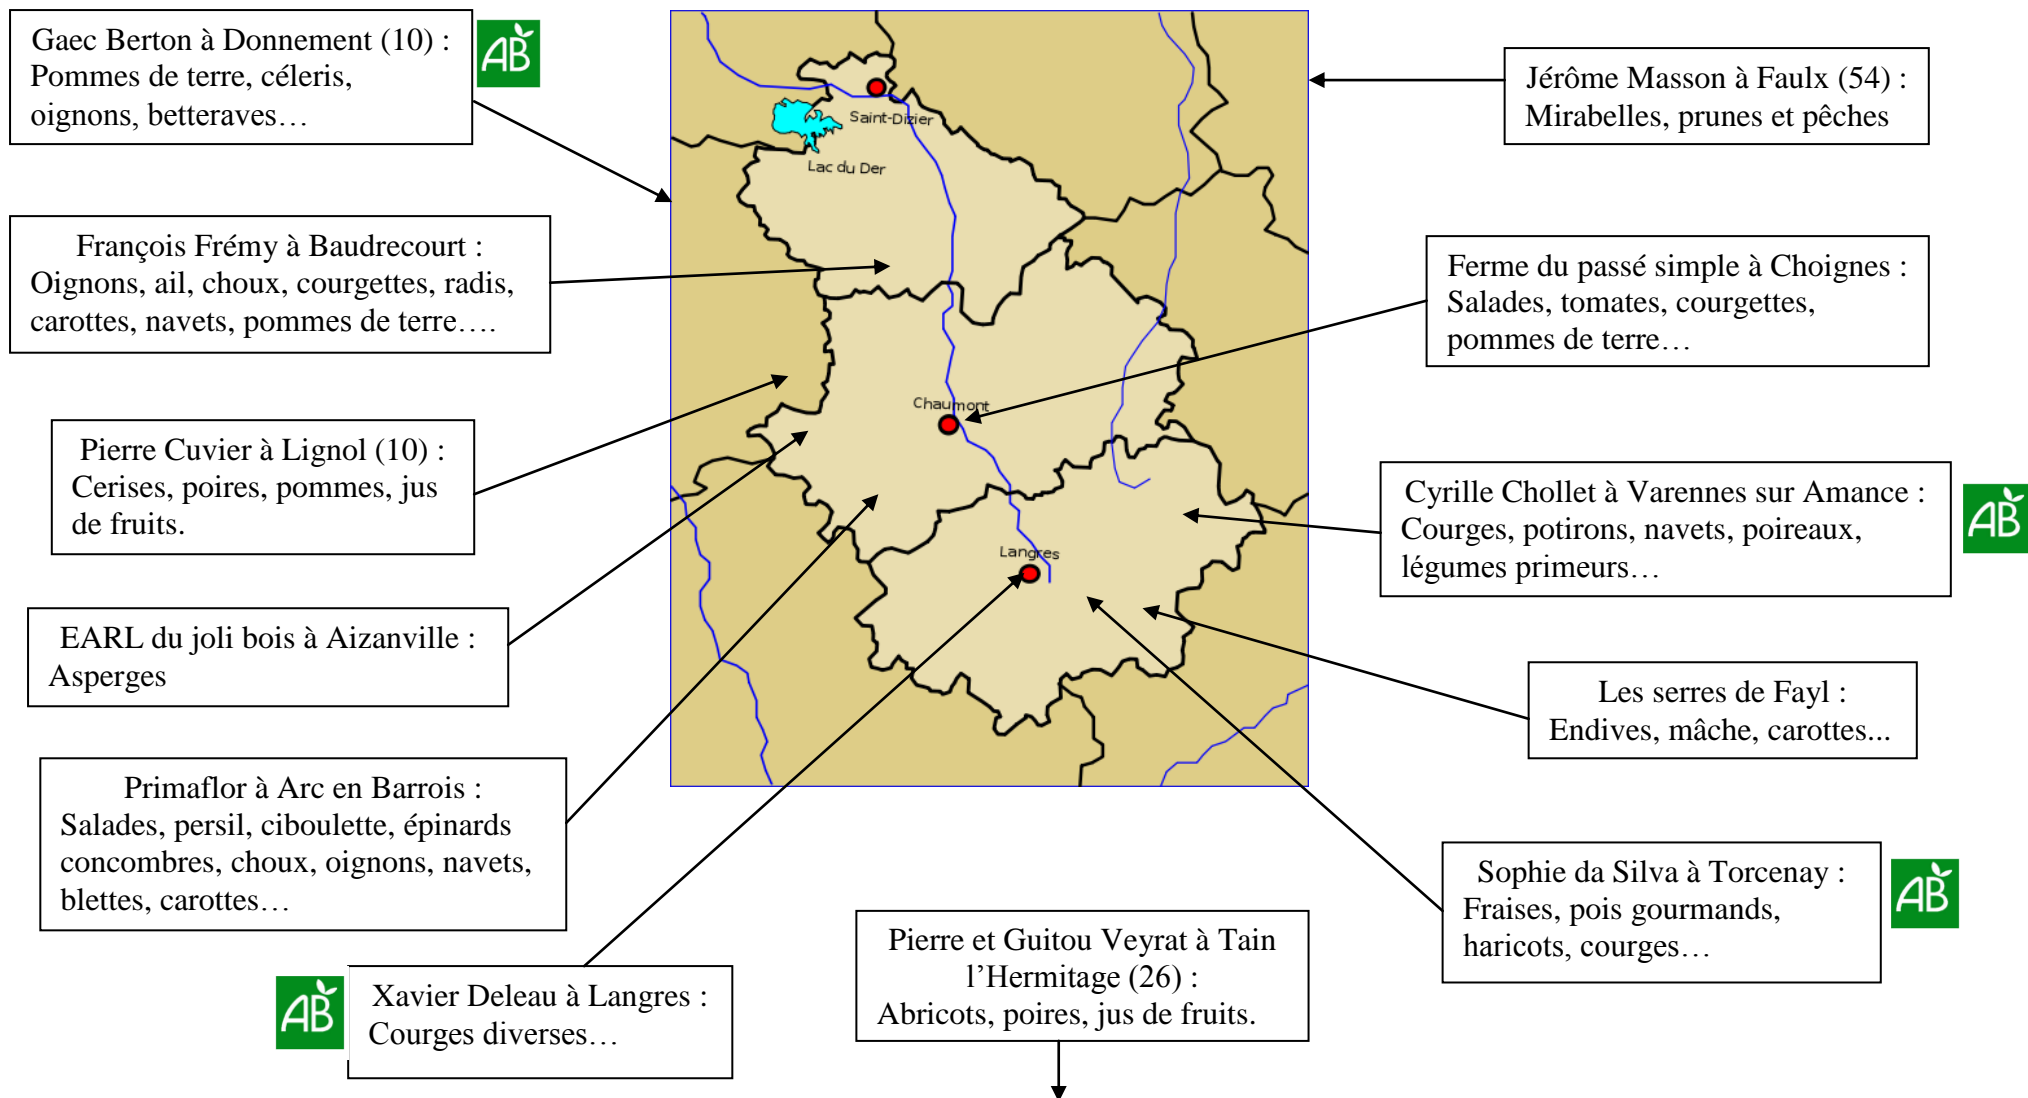 Gaec Berton à Donnement (10) :
Pommes de terre, céleris,
oignons, betteraves…
AB
Jérôme Masson à Faulx (54) :
Mirabelles, prunes et pêches
Saint-Dizier
Lac du Der
François Frémy à Baudrecourt :
Oignons, ail, choux, courgettes, radis,
carottes, navets, pommes de terre….
Ferme du passé simple à Choignes :
Salades, tomates, courgettes,
pommes de terre…
Chaumont
Pierre Cuvier à Lignol (10) :
Cerises, poires, pommes, jus
de fruits.
Cyrille Chollet à Varennes sur Amance :
Courges, potirons, navets, poireaux,
légumes primeurs…
AB
Langres
EARL du joli bois à Aizanville :
Asperges
Les serres de Fayl :
Endives, mâche, carottes...
Primaflor à Arc en Barrois :
Salades, persil, ciboulette, épinards
concombres, choux, oignons, navets,
blettes, carottes…
Sophie da Silva à Torcenay :
Fraises, pois gourmands,
haricots, courges…
AB
Pierre et Guitou Veyrat à Tain
l’Hermitage (26) :
Abricots, poires, jus de fruits.
AB
Xavier Deleau à Langres :
Courges diverses…